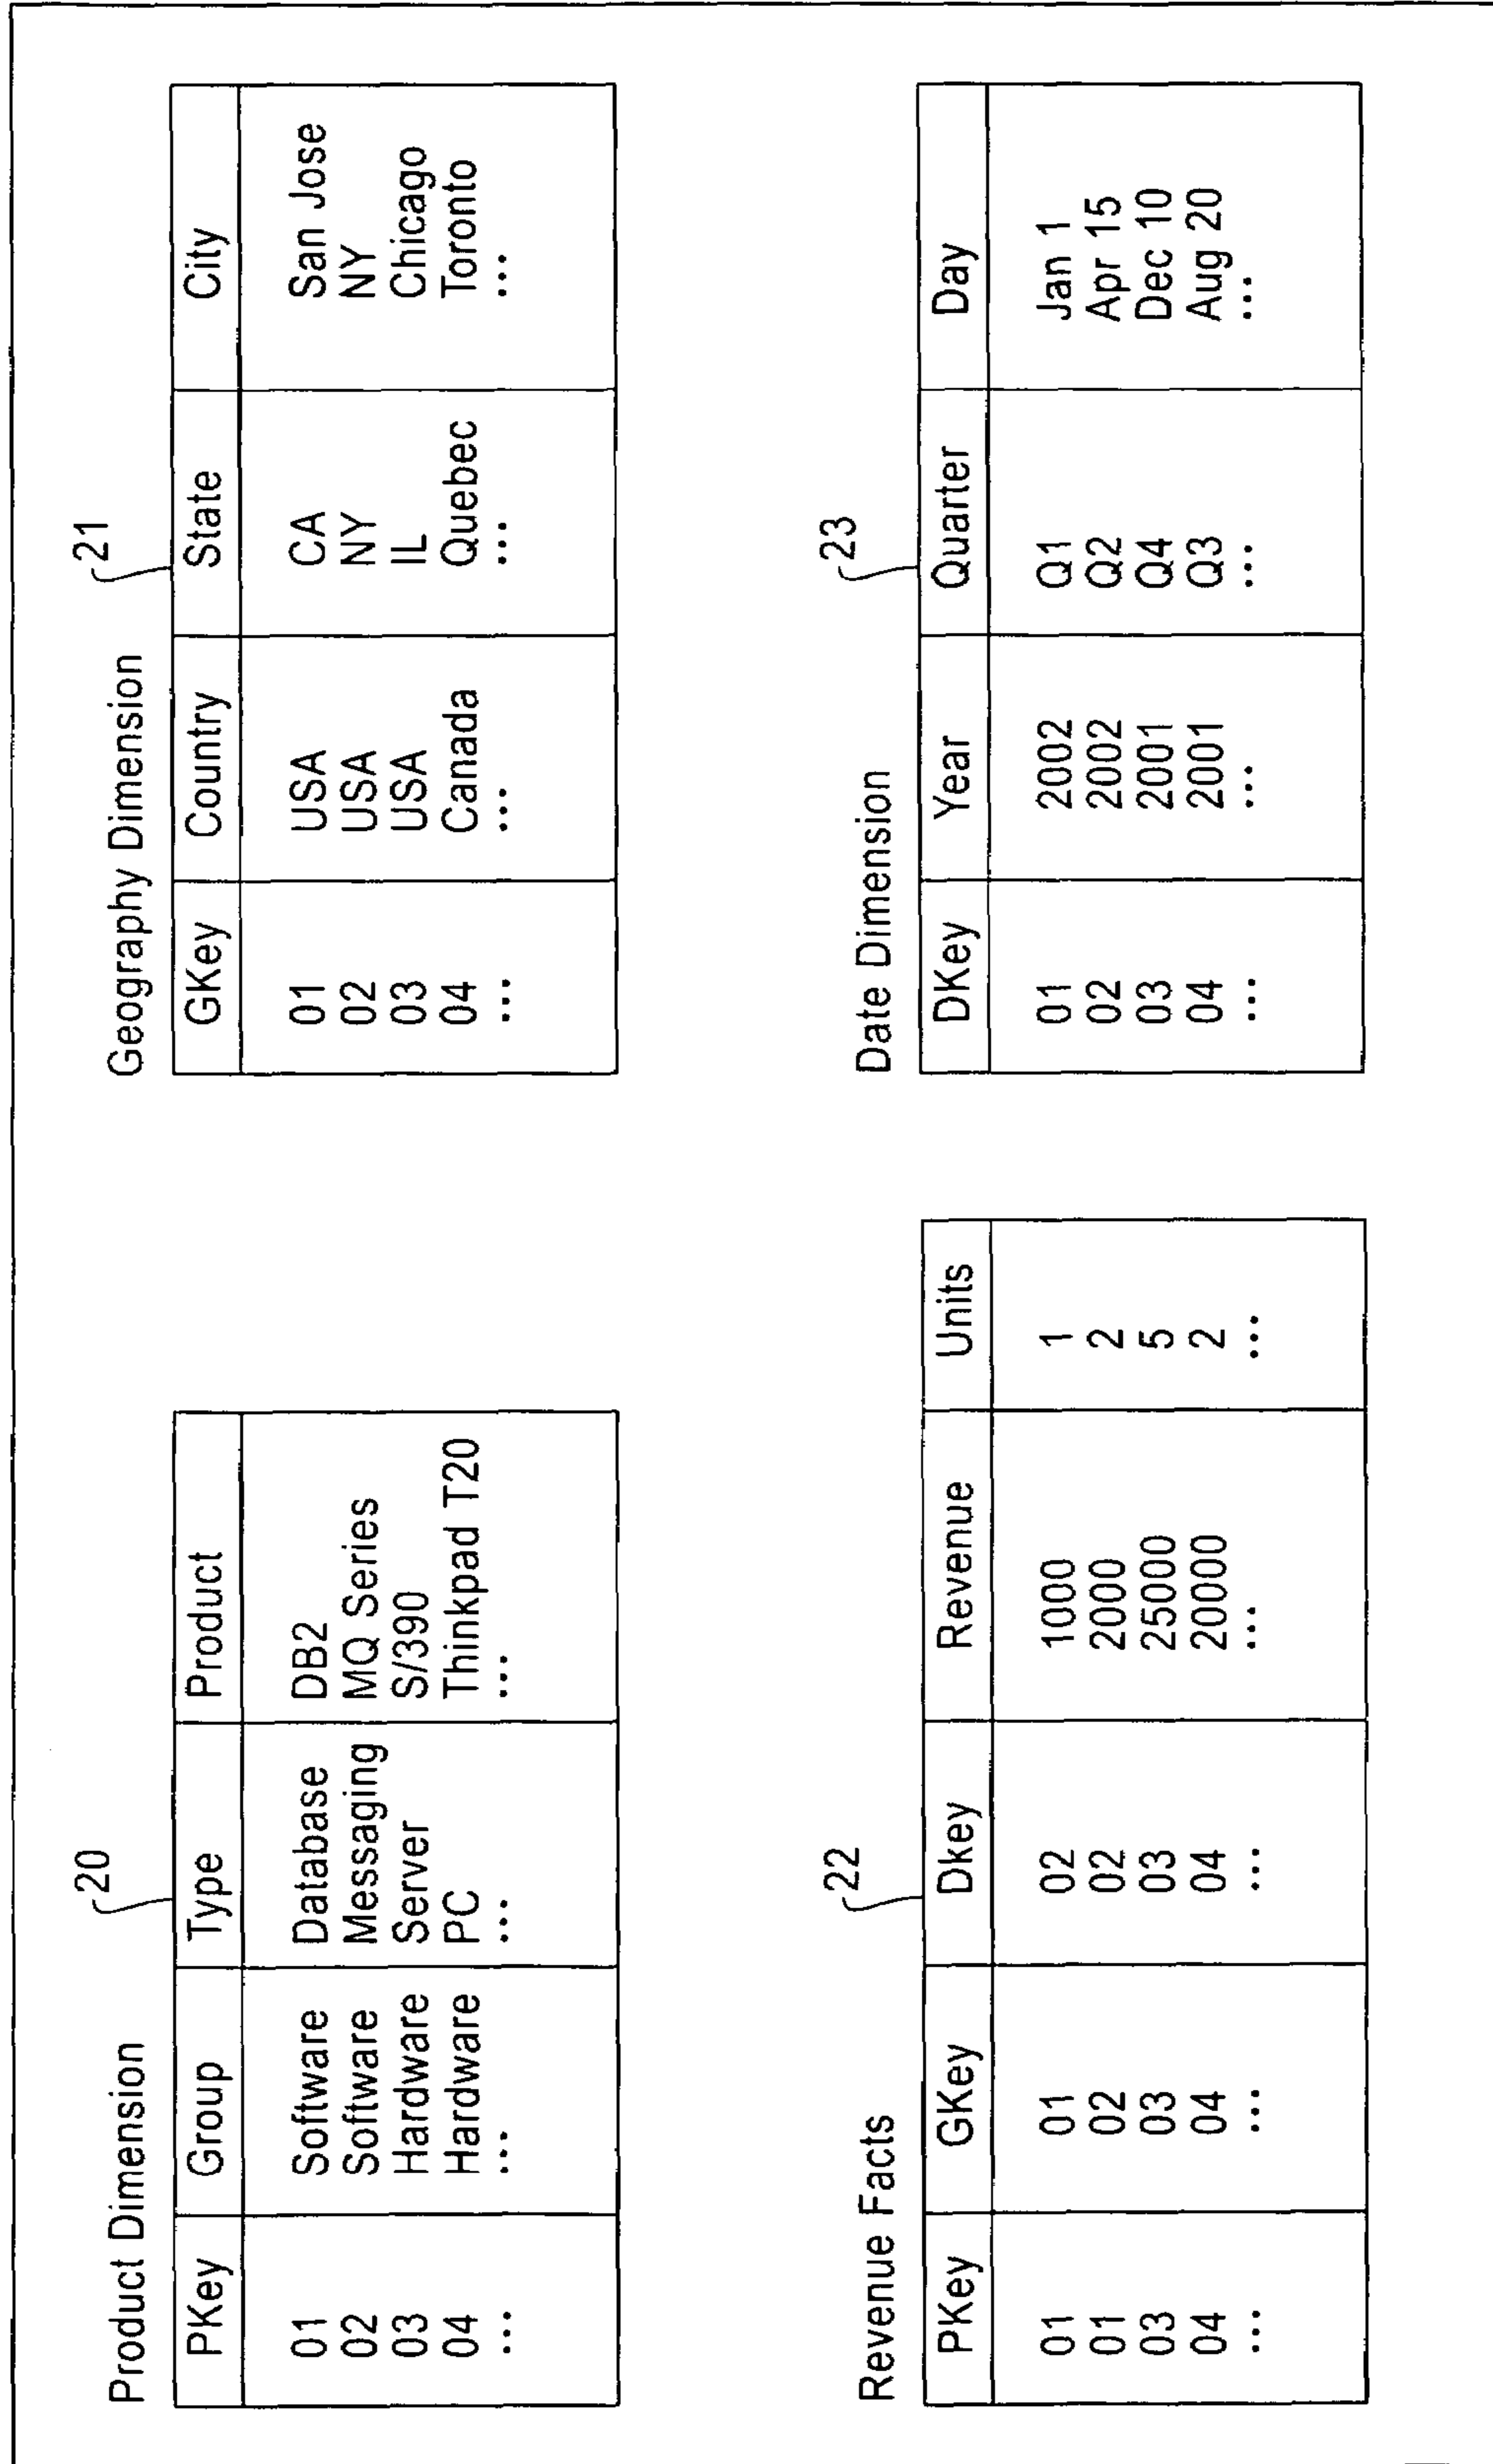 Product Dimension
20
PKey Group Type Product
01 Software Database DB2
02 Software Messaging MQ Series
03 Hardware Server S/390
04 Hardware PC Thinkpad T20
... ... ... ...
Geography Dimension
21
GKey Country State City
01 USA CA San Jose
02 USA NY NY
03 USA IL Chicago
04 Canada Quebec Toronto
... ... ... ...
Revenue Facts
22
PKey GKey Dkey Revenue Units
01 01 02 1000 1
01 02 02 2000 2
03 03 03 25000 5
04 04 04 20000 2
... ... ... ... ...
Date Dimension
23
DKey Year Quarter Day
01 2002 Q1 Jan 1
02 2002 Q2 Apr 15
03 2001 Q4 Dec 10
04 2001 Q3 Aug 20
... ... ... ...